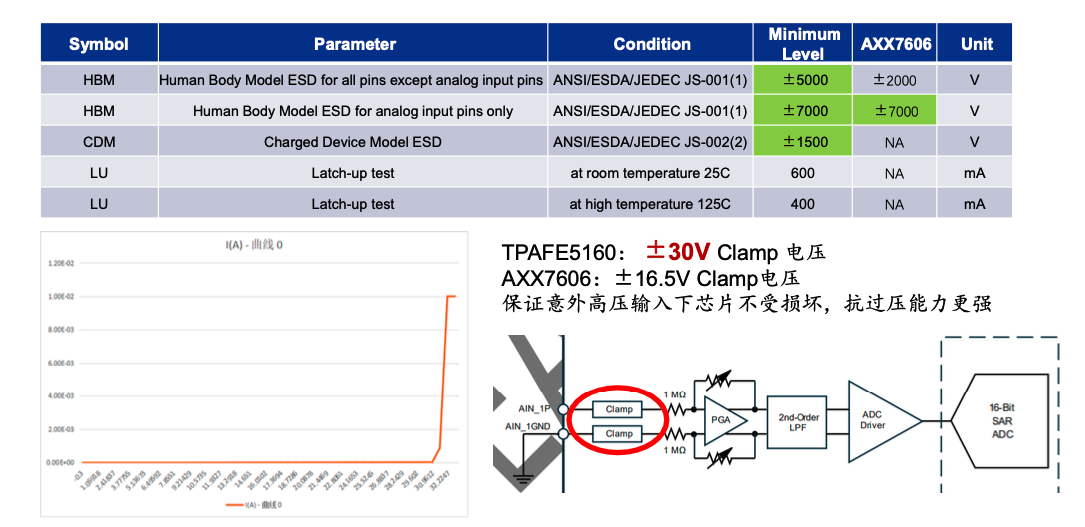 Symbol Parameter Condition Minimum Level AXX7606 Unit
HBM Human Body Model ESD for all pins except analog input pins ANSI/ESDA/JEDEC JS-001(1) ±5000 ±2000 V
HBM Human Body Model ESD for analog input pins only ANSI/ESDA/JEDEC JS-001(1) ±7000 ±7000 V
CDM Charged Device Model ESD ANSI/ESDA/JEDEC JS-002(2) ±1500 NA V
LU Latch-up test at room temperature 25C 600 NA mA
LU Latch-up test at high temperature 125C 400 NA mA
I(A) - 曲线 0
1.20E-02
1.00E-02
8.00E-03
6.00E-03
4.00E-03
2.00E-03
0.00E+00
I(A) - 曲线 0
TPAFE5160： ±30V Clamp 电压
AXX7606：±16.5V Clamp电压
保证意外高压输入下芯片不受损坏，抗过压能力更强
AIN_1P
AIN_1GND
Clamp
Clamp
1 MΩ
1 MΩ
PGA
2nd-Order
LPF
ADC
Driver
16-Bit
SAR
ADC